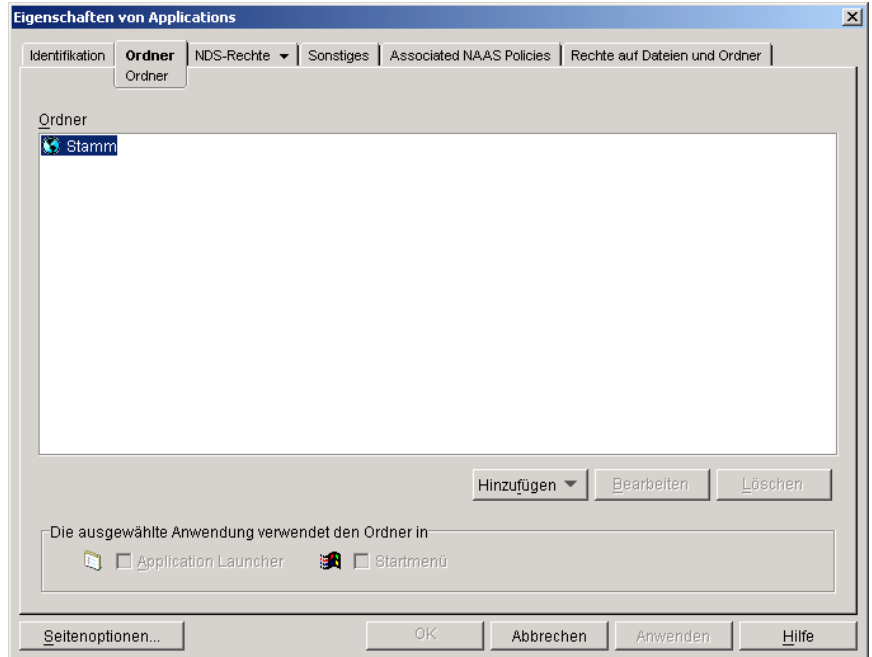 Eigenschaften von Applications
Identifikation Ordner NDS-Rechte Sonstiges Associated NAAS Policies Rechte auf Dateien und Ordner
Ordner
Ordner
Stamm
Hinzufügen Bearbeiten Löschen
Die ausgewählte Anwendung verwendet den Ordner in
Application Launcher Startmenü
Seitenoptionen... OK Abbrechen Anwenden Hilfe